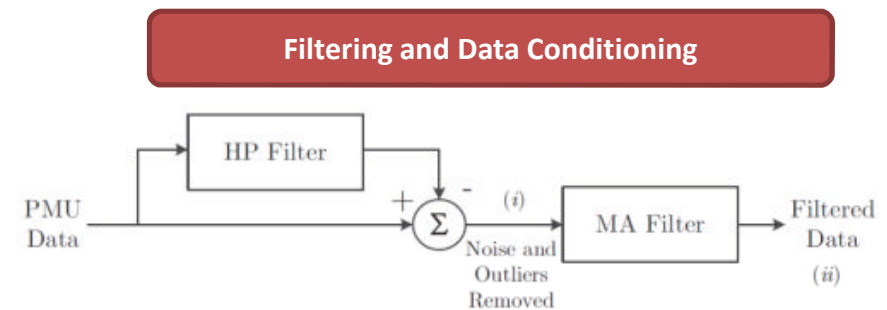 Filtering and Data Conditioning
HP Filter
PMU
Data
+
-
Σ
(i)
Noise and
Outliers
Removed
MA Filter
Filtered
Data
(ii)